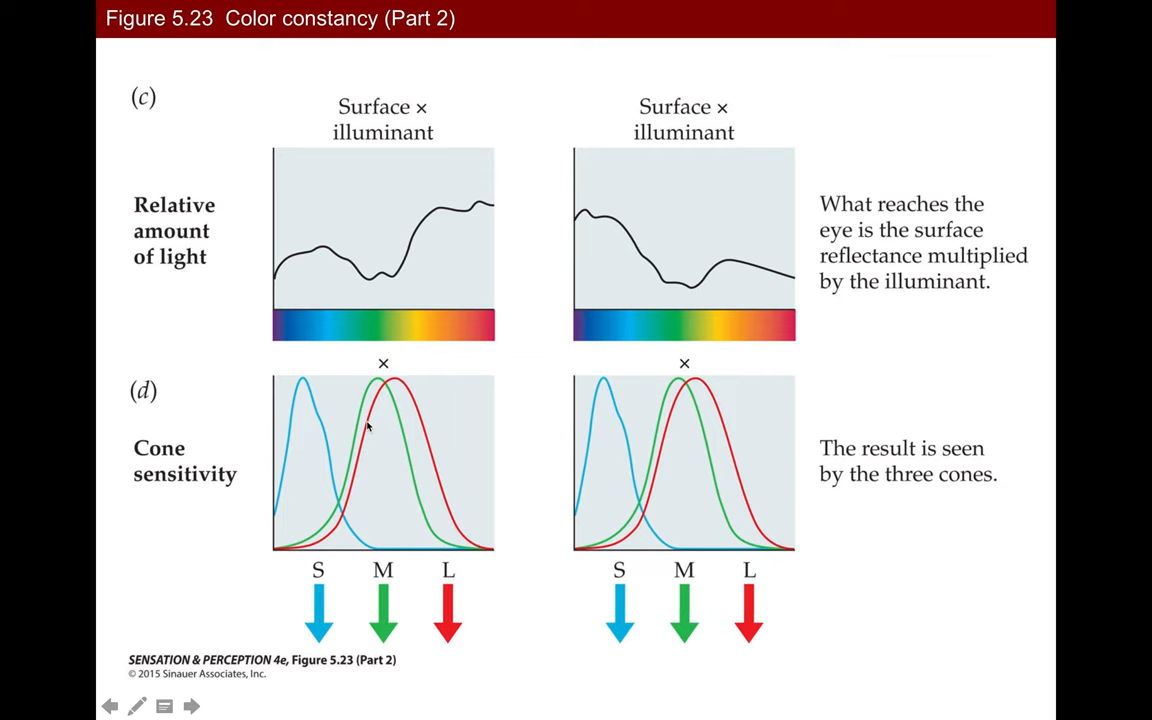 Figure 5.23 Color constancy (Part 2)
(c)
Surface ×
illuminant
Surface ×
illuminant
Relative
amount
of light
What reaches the
eye is the surface
reflectance multiplied
by the illuminant.
×
×
(d)
Cone
sensitivity
The result is seen
by the three cones.
S M L
S M L
SENSATION & PERCEPTION 4e, Figure 5.23 (Part 2)
© 2015 Sinauer Associates, Inc.